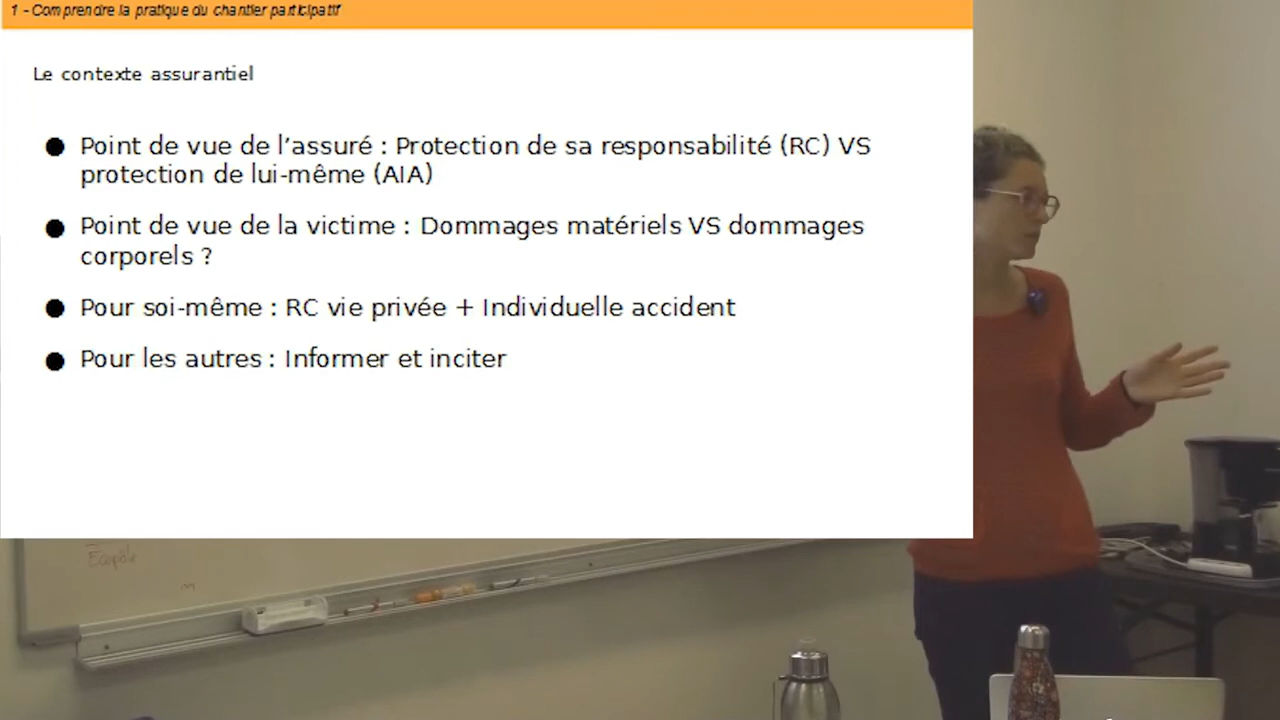 1 - Comprendre la pratique du chantier participatif
Le contexte assurantiel
● Point de vue de l’assuré : Protection de sa responsabilité (RC) VS
protection de lui-même (AIA)
● Point de vue de la victime : Dommages matériels VS dommages
corporels ?
● Pour soi-même : RC vie privée + Individuelle accident
● Pour les autres : Informer et inciter
Ecopôle